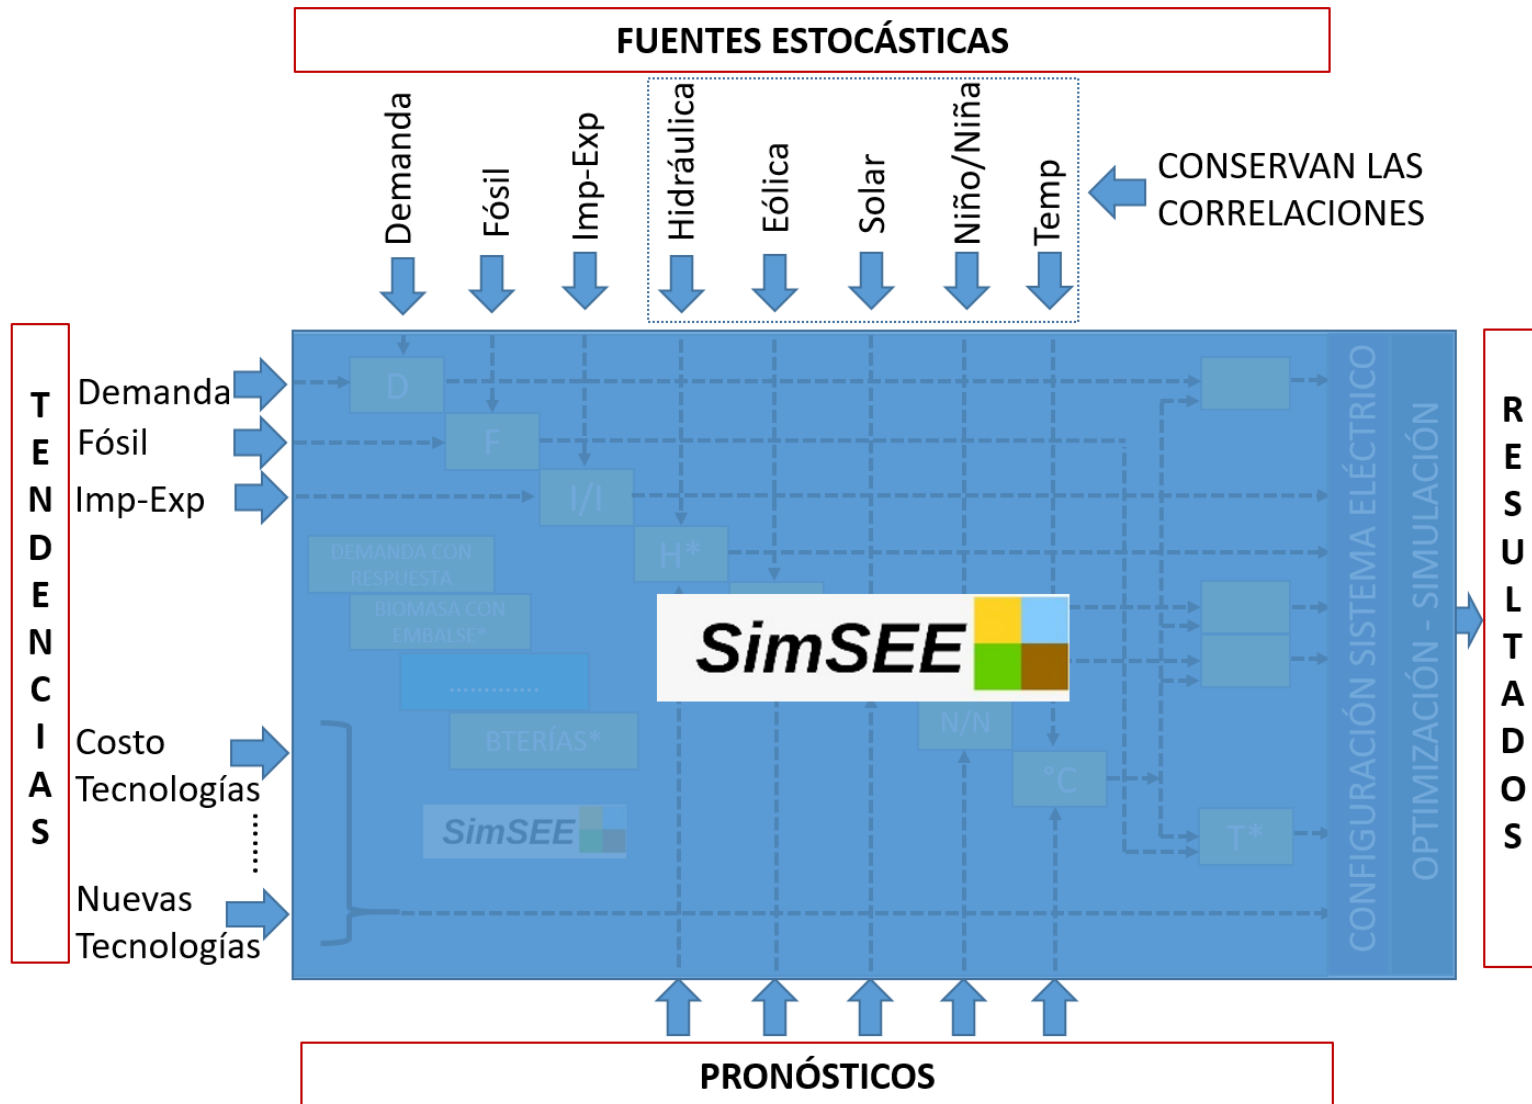 FUENTES ESTOCÁSTICAS
Demanda
Fósil
Imp-Exp
Hidráulica
Eólica
Solar
Niño/Niña
Temp
CONSERVAN LAS
CORRELACIONES
TENDENCIAS
Demanda
Fósil
Imp-Exp
Costo
Tecnologías
........
Nuevas
Tecnologías
D
F
I/I
H*
DEMANDA CON
RESPUESTA
BIOMASA CON
EMBALSE*
.............
BTERÍAS*
SimSEE
SimSEE
N/N
°C
T*
CONFIGURACIÓN SISTEMA ELÉCTRICO
OPTIMIZACIÓN - SIMULACIÓN
RESULTADOS
PRONÓSTICOS